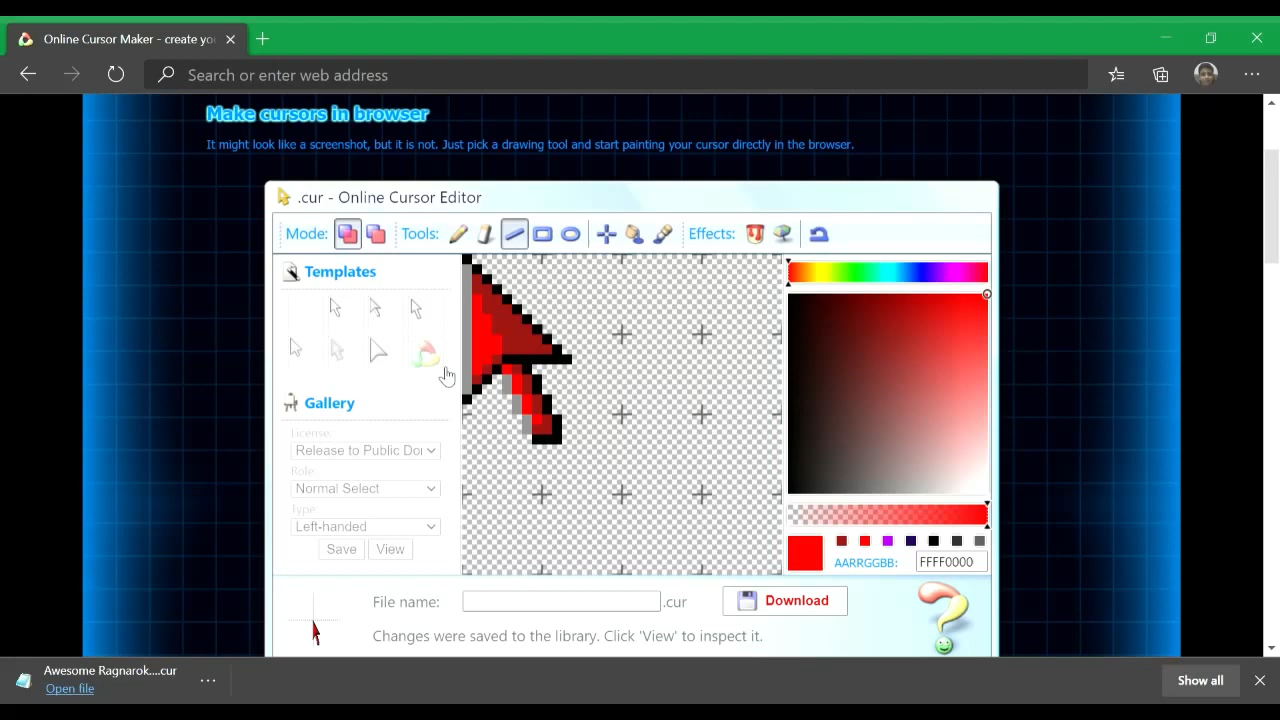 Online Cursor Maker - create yo
Search or enter web address
Make cursors in browser
It might look like a screenshot, but it is not. Just pick a drawing tool and start painting your cursor directly in the browser.
.cur - Online Cursor Editor
Mode: Tools: Effects:
Templates
Gallery
License:
Release to Public Do
Role:
Normal Select
Type:
Left-handed
Save View
AARRGGBB: FFFF0000
File name: .cur Download
Changes were saved to the library. Click 'View' to inspect it.
Awesome Ragnarok....cur
Open file
Show all